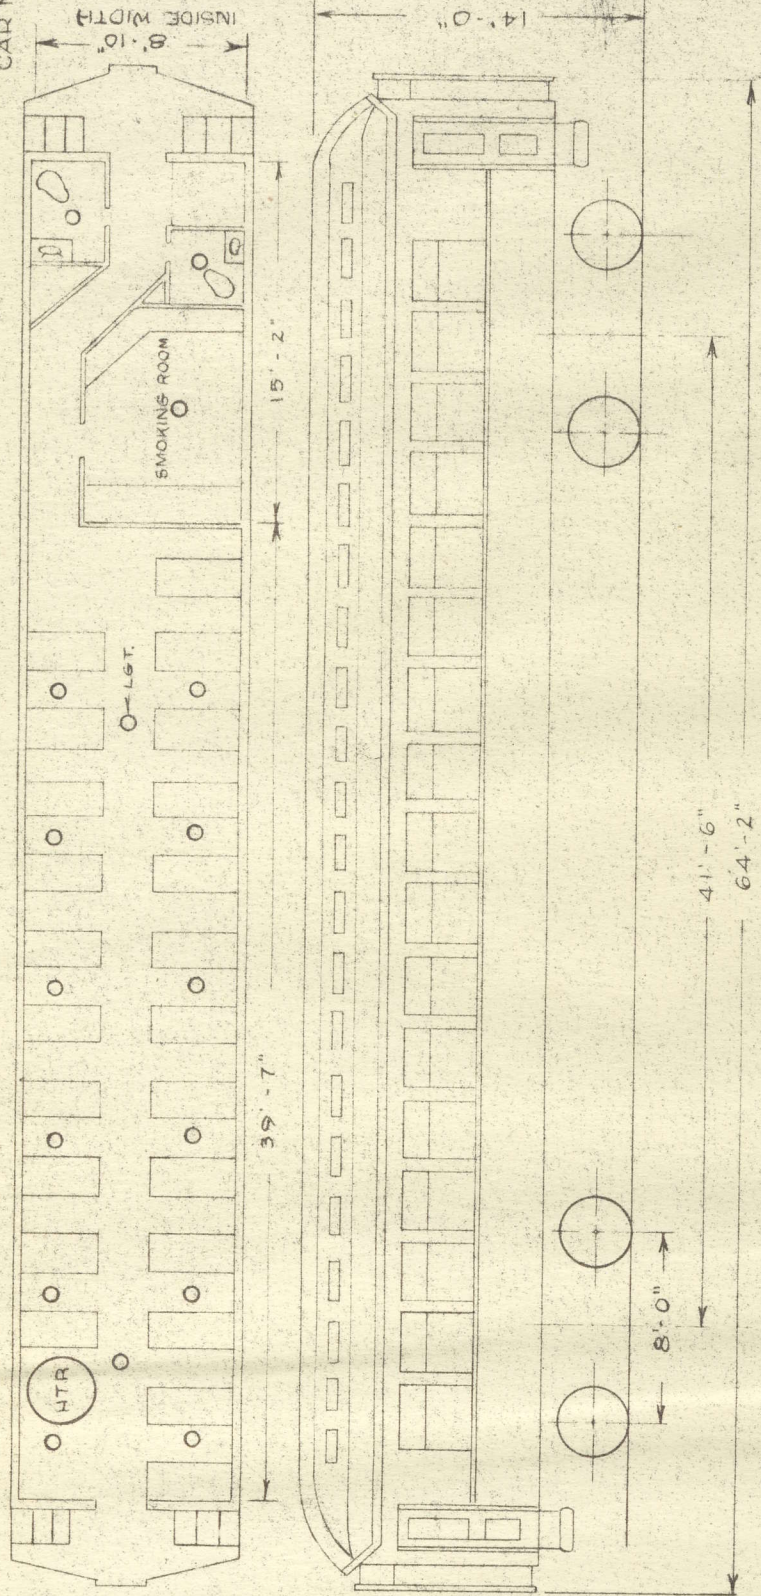 CAR
8'-10"
INSIDE WIDTH
14'-0"
SMOKING ROOM
15'-2"
LGT.
39'-7"
HTR
41'-6"
64'-2"
8'-0"